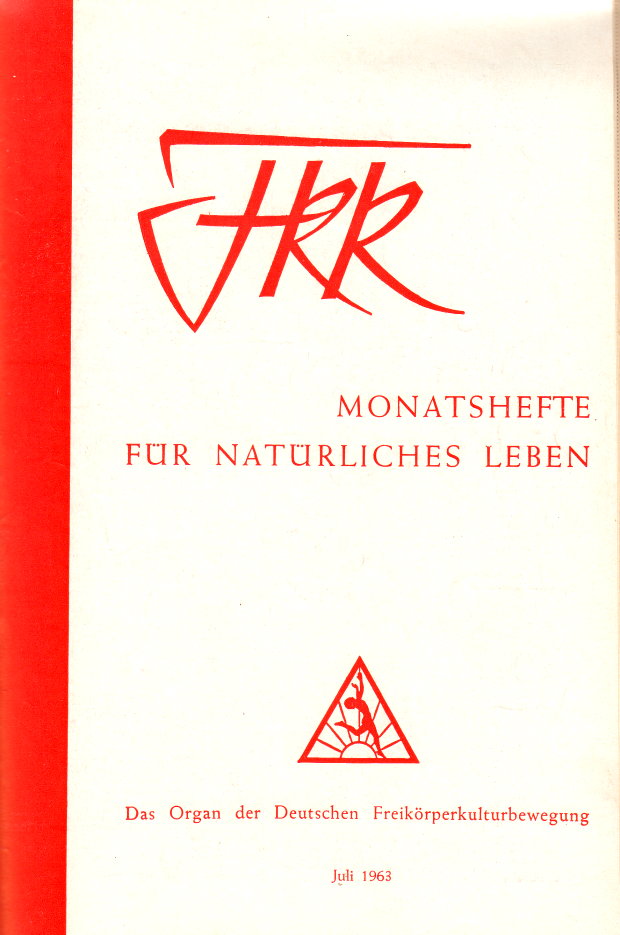 FKK
MONATSHEFTE
FÜR NATÜRLICHES LEBEN
Das Organ der Deutschen Freikörperkulturbewegung
Juli 1963